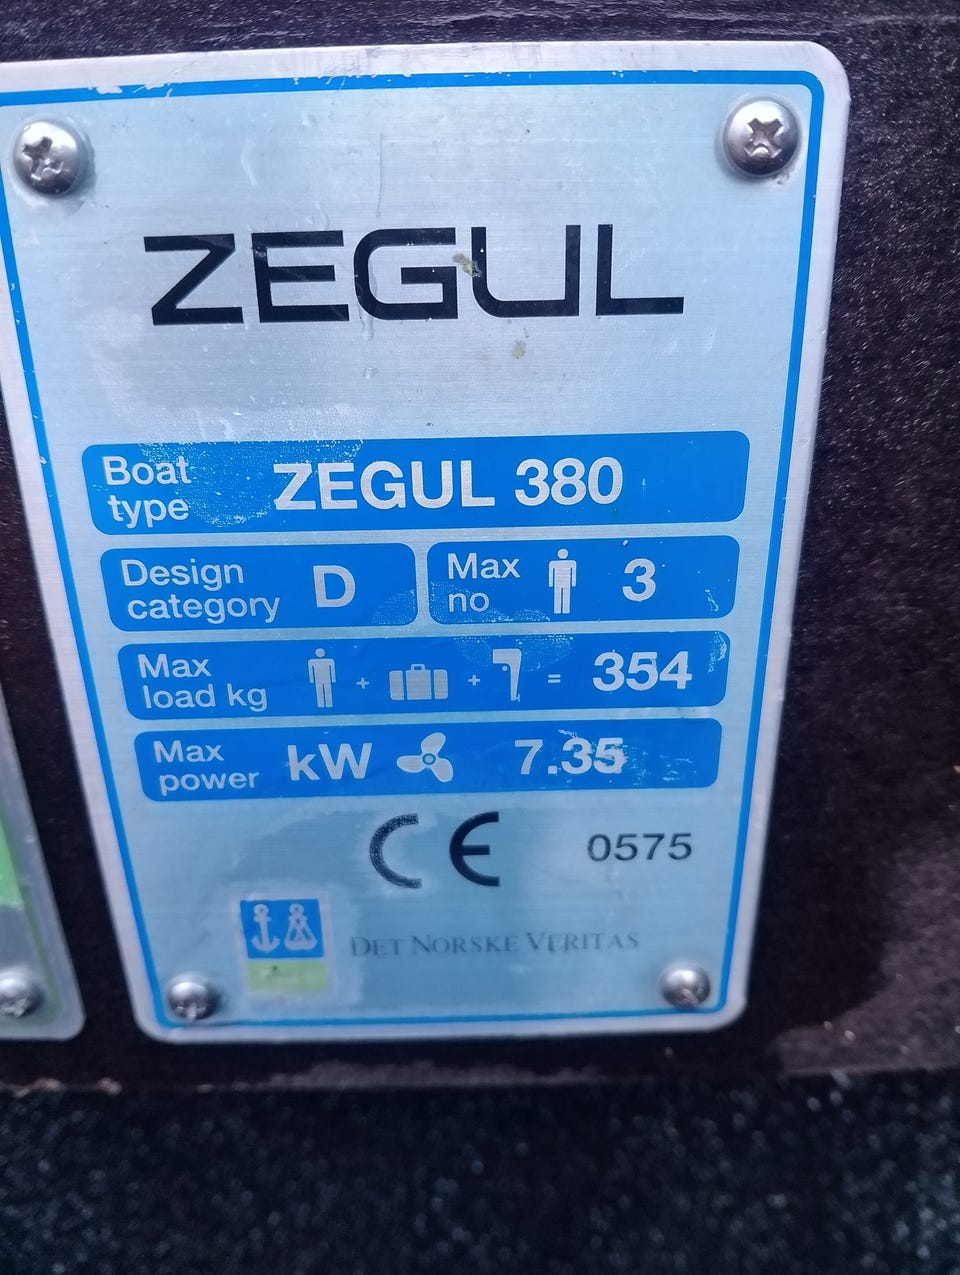 ZEGUL
Boat type ZEGUL 380
Design category D
Max no 3
Max load kg + + = 354
Max power kW 7.35
CE 0575
DET NORSKE VERITAS